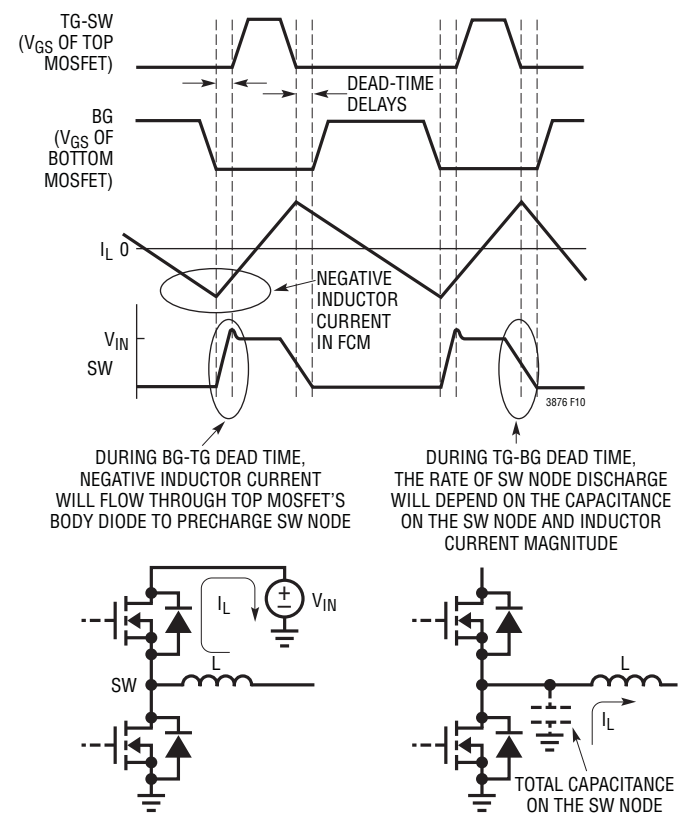 TG-SW
(VGS OF TOP
MOSFET)
DEAD-TIME
DELAYS
BG
(VGS OF
BOTTOM
MOSFET)
IL 0
NEGATIVE
INDUCTOR
CURRENT
IN FCM
VIN
SW
3876 F10
DURING BG-TG DEAD TIME,
NEGATIVE INDUCTOR CURRENT
WILL FLOW THROUGH TOP MOSFET'S
BODY DIODE TO PRECHARGE SW NODE
DURING TG-BG DEAD TIME,
THE RATE OF SW NODE DISCHARGE
WILL DEPEND ON THE CAPACITANCE
ON THE SW NODE AND INDUCTOR
CURRENT MAGNITUDE
IL
+
–
VIN
L
SW
L
IL
TOTAL CAPACITANCE
ON THE SW NODE